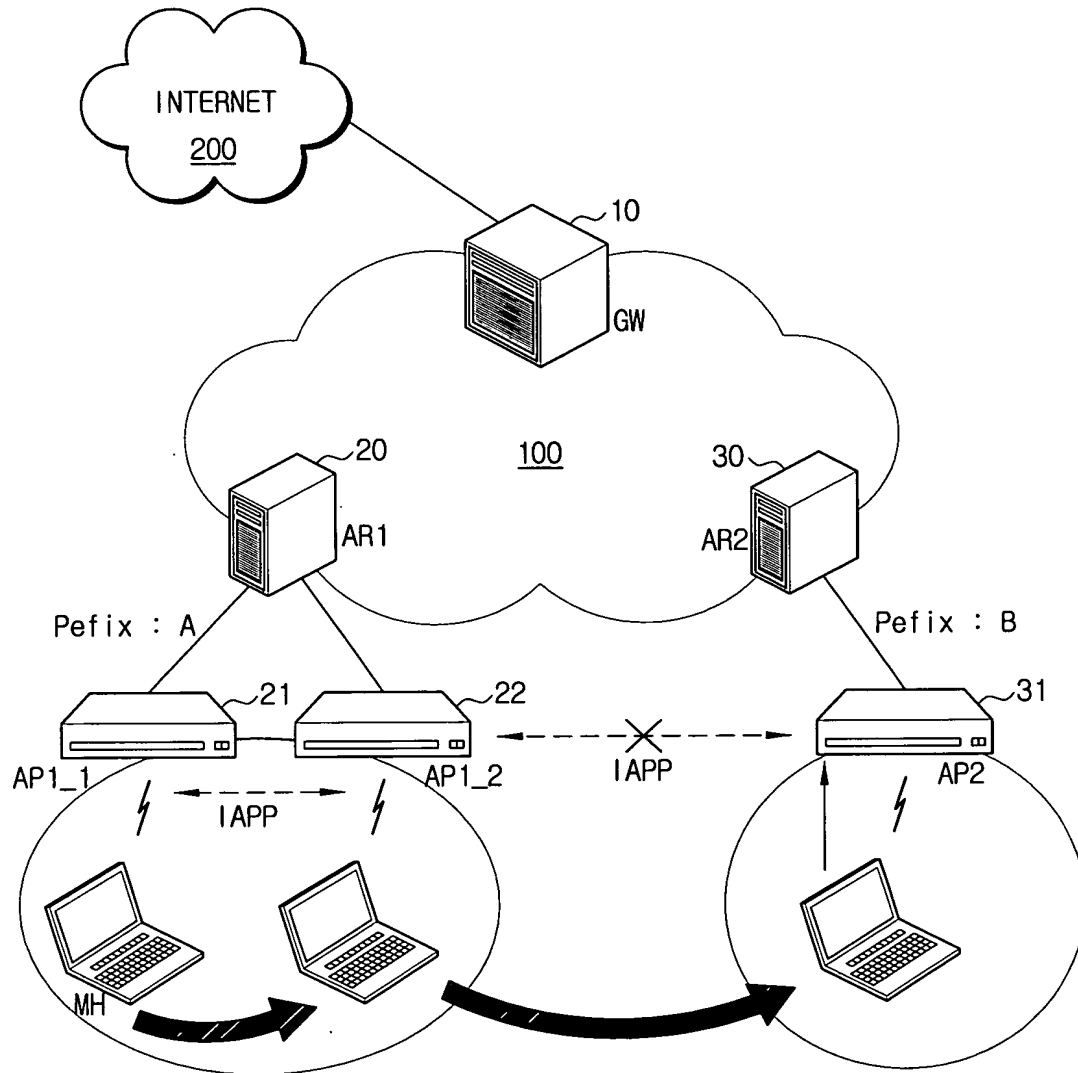 INTERNET
200
10
GW
20
100
30
AR1
AR2
Pefix : A
Pefix : B
21
22
31
AP1_1
AP1_2
IAPP
AP2
IAPP
MH